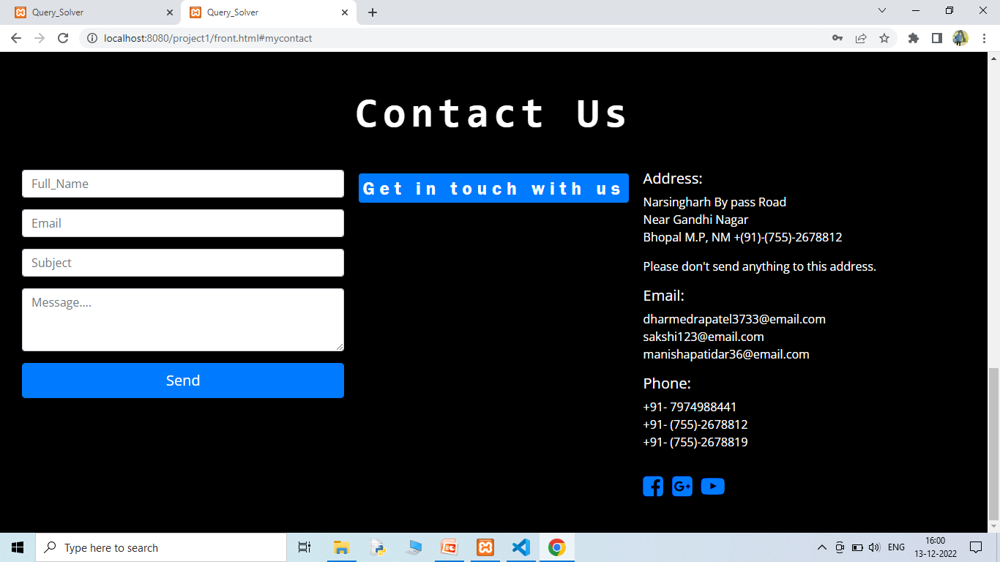 Query_Solver
Query_Solver
localhost:8080/project1/front.html#mycontact
Contact Us
Full_Name
Email
Subject
Message....
Send
Get in touch with us
Address:
Narsingharh By pass Road
Near Gandhi Nagar
Bhopal M.P, NM +(91)-(755)-2678812
Please don't send anything to this address.
Email:
dharmedrapatel3733@email.com
sakshi123@email.com
manishapatidar36@email.com
Phone:
+91- 7974988441
+91- (755)-2678812
+91- (755)-2678819
Type here to search
ENG
16:00
13-12-2022